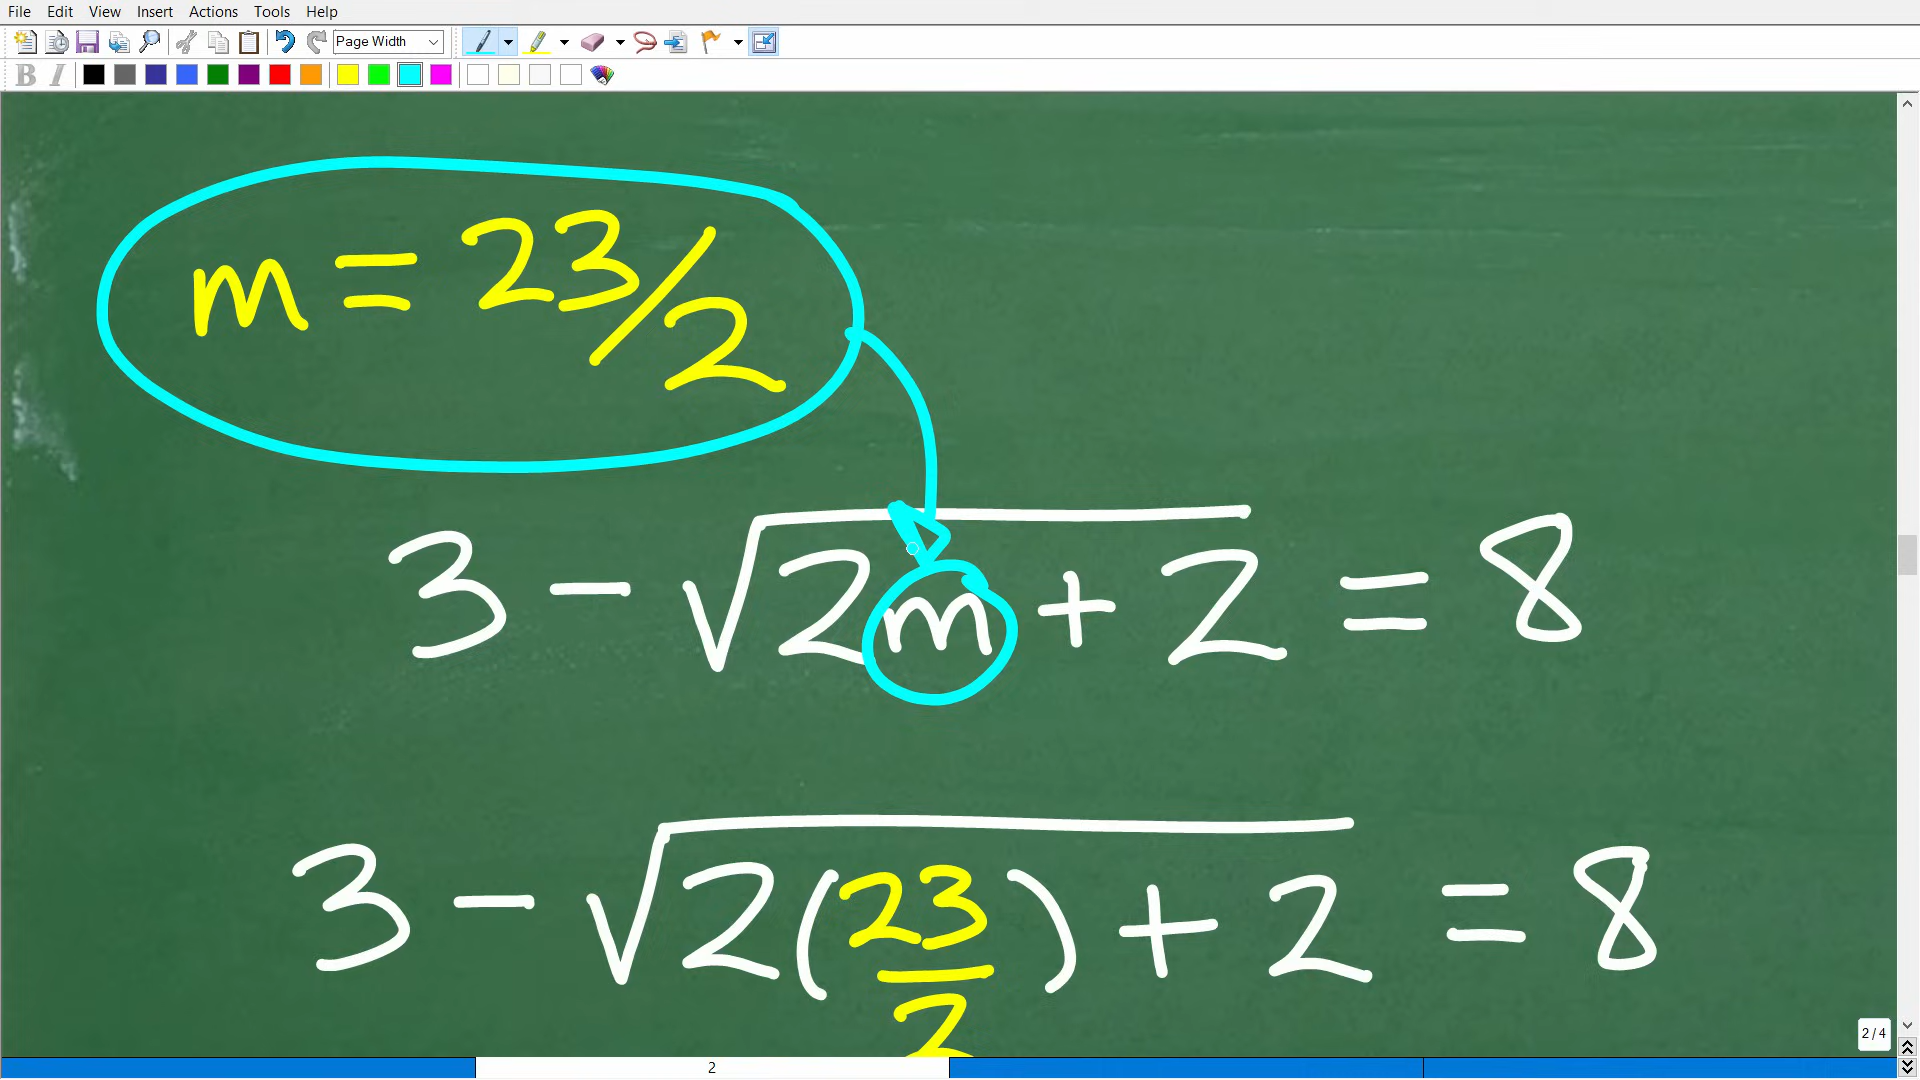 File Edit View Insert Actions Tools Help
Page Width
B I
m = 23/2
3 - √2m + 2 = 8
3 - √2(23/2) + 2 = 8
2 / 4
2